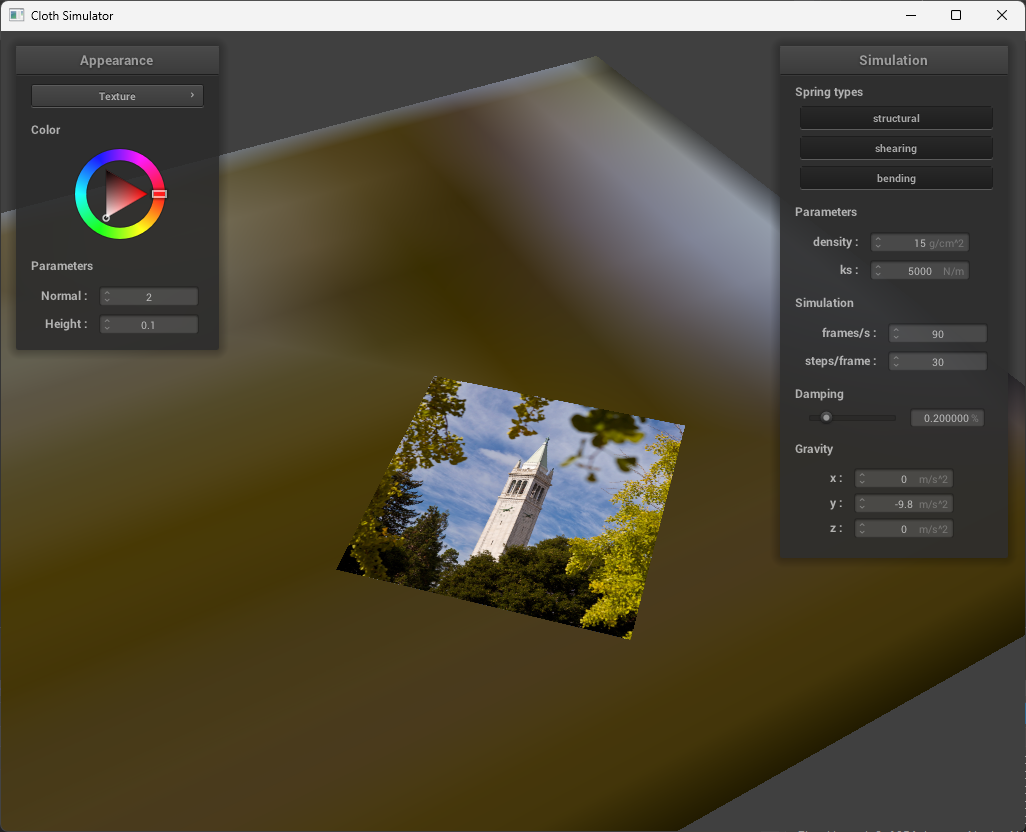 Cloth Simulator
Appearance
Texture
Color
Parameters
Normal : 2
Height : 0.1
Simulation
Spring types
structural
shearing
bending
Parameters
density : 15 g/cm^2
ks : 5000 N/m
Simulation
frames/s : 90
steps/frame : 30
Damping
0.200000 %
Gravity
x : 0 m/s^2
y : -9.8 m/s^2
z : 0 m/s^2